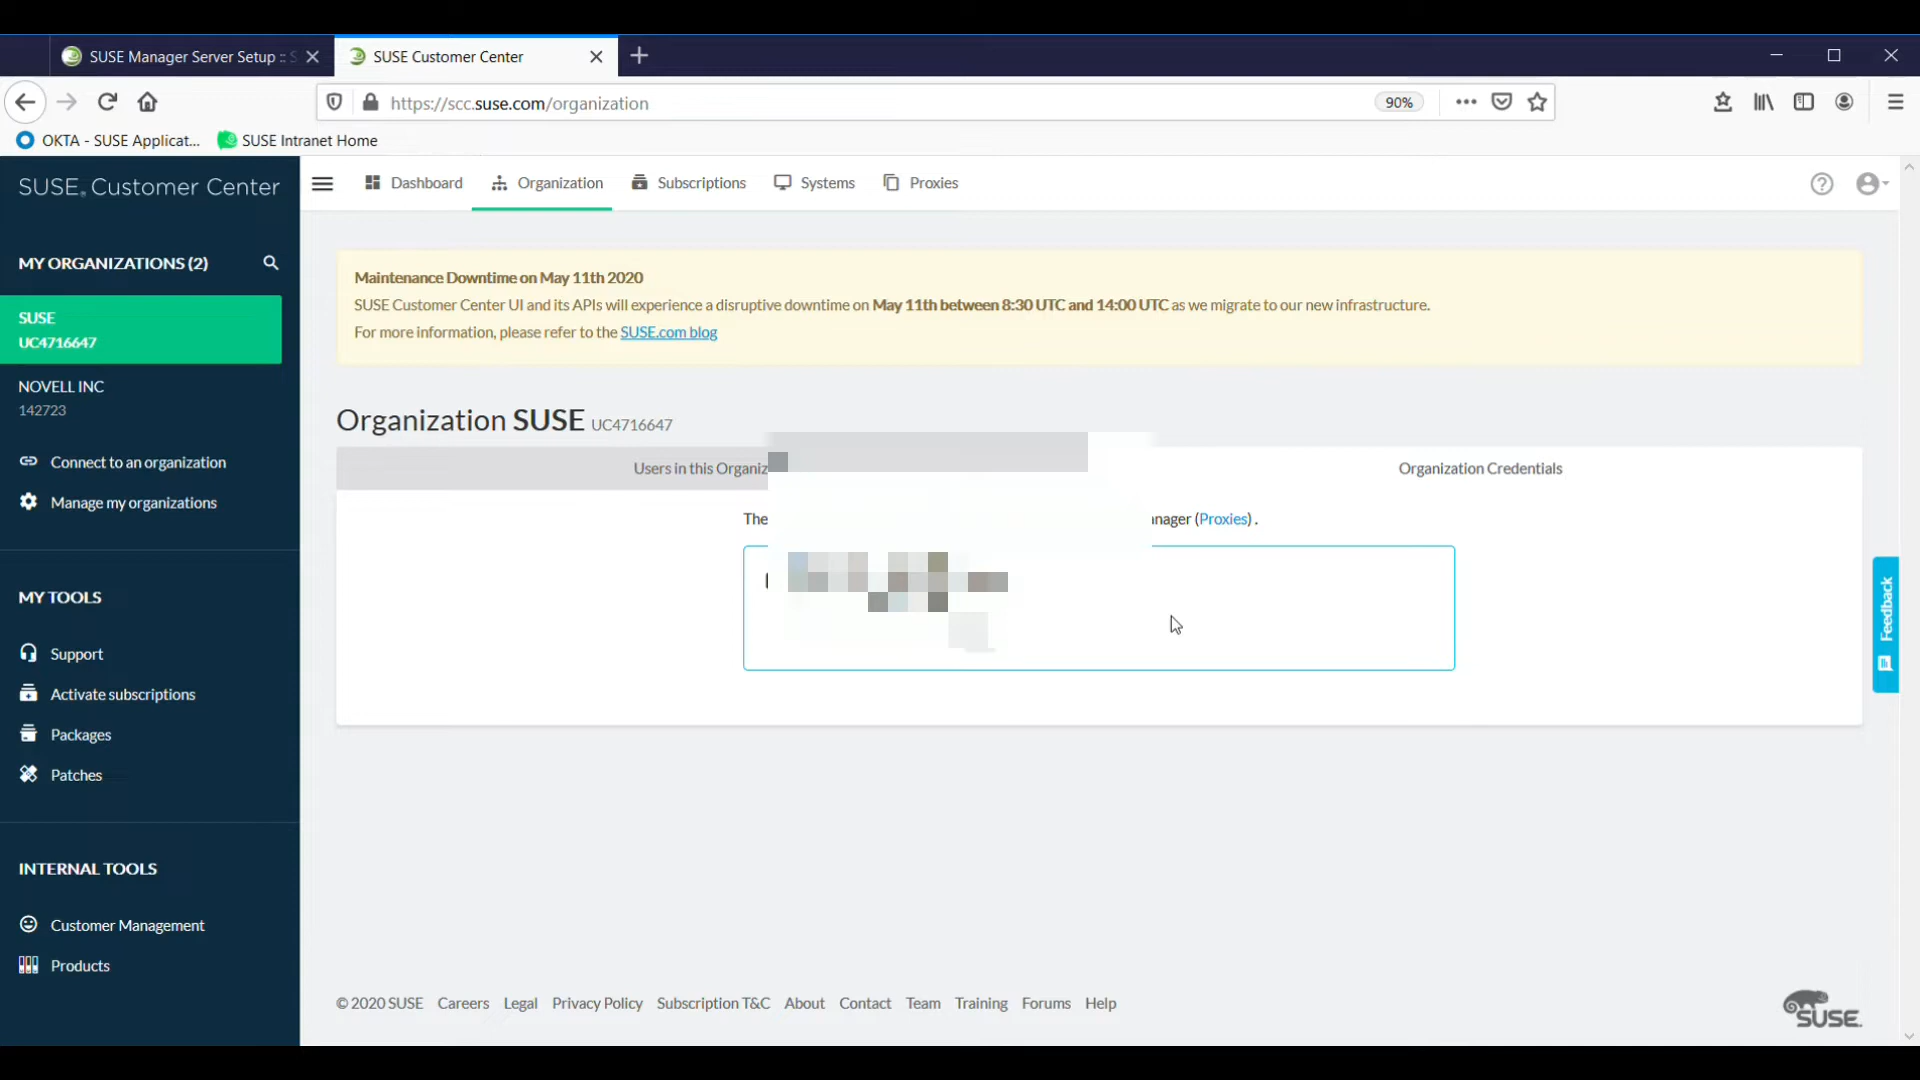 SUSE Manager Server Setup :: S
SUSE Customer Center
https://scc.suse.com/organization
90%
OKTA - SUSE Applicat...
SUSE Intranet Home
SUSE. Customer Center
Dashboard
Organization
Subscriptions
Systems
Proxies
MY ORGANIZATIONS (2)
SUSE
UC4716647
NOVELL INC
142723
Connect to an organization
Manage my organizations
MY TOOLS
Support
Activate subscriptions
Packages
Patches
INTERNAL TOOLS
Customer Management
Products
Maintenance Downtime on May 11th 2020
SUSE Customer Center UI and its APIs will experience a disruptive downtime on May 11th between 8:30 UTC and 14:00 UTC as we migrate to our new infrastructure.
For more information, please refer to the SUSE.com blog
Organization SUSE UC4716647
Users in this Organiz
Organization Credentials
The
nager (Proxies) .
Feedback
© 2020 SUSE Careers Legal Privacy Policy Subscription T&C About Contact Team Training Forums Help
SUSE.